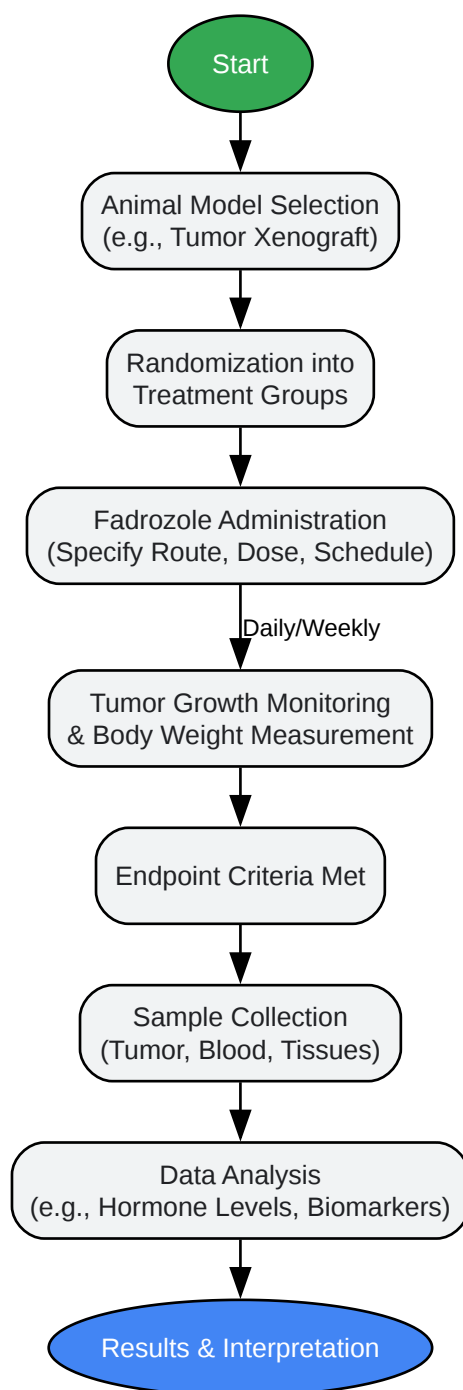 Start
Animal Model Selection
(e.g., Tumor Xenograft)
Randomization into
Treatment Groups
Fadrozole Administration
(Specify Route, Dose, Schedule)
Daily/Weekly
Tumor Growth Monitoring
& Body Weight Measurement
Endpoint Criteria Met
Sample Collection
(Tumor, Blood, Tissues)
Data Analysis
(e.g., Hormone Levels, Biomarkers)
Results & Interpretation